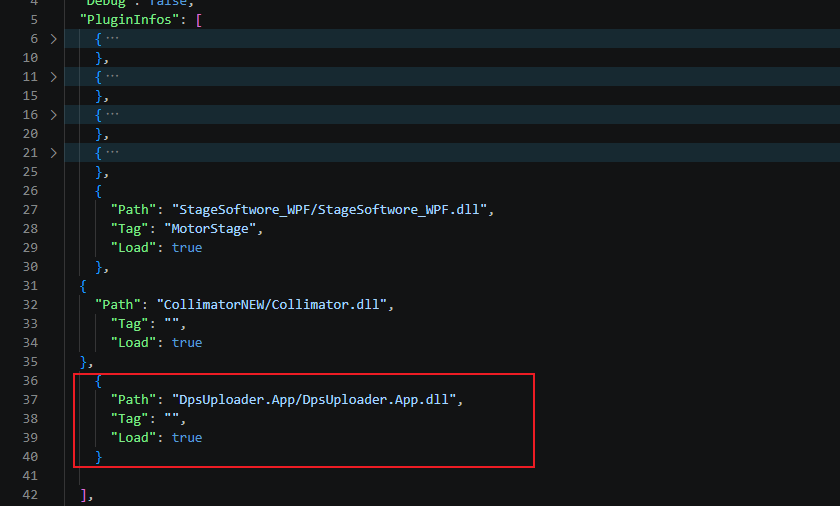 4 "Debug": false,
5 "PluginInfos": [
6 > { ···
10 },
11 > { ···
15 },
16 > { ···
20 },
21 > { ···
25 },
26 {
27 "Path": "StageSoftwore_WPF/StageSoftwore_WPF.dll",
28 "Tag": "MotorStage",
29 "Load": true
30 },
31 {
32 "Path": "CollimatorNEW/Collimator.dll",
33 "Tag": "",
34 "Load": true
35 },
36 {
37 "Path": "DpsUploader.App/DpsUploader.App.dll",
38 "Tag": "",
39 "Load": true
40 }
41
42 ],